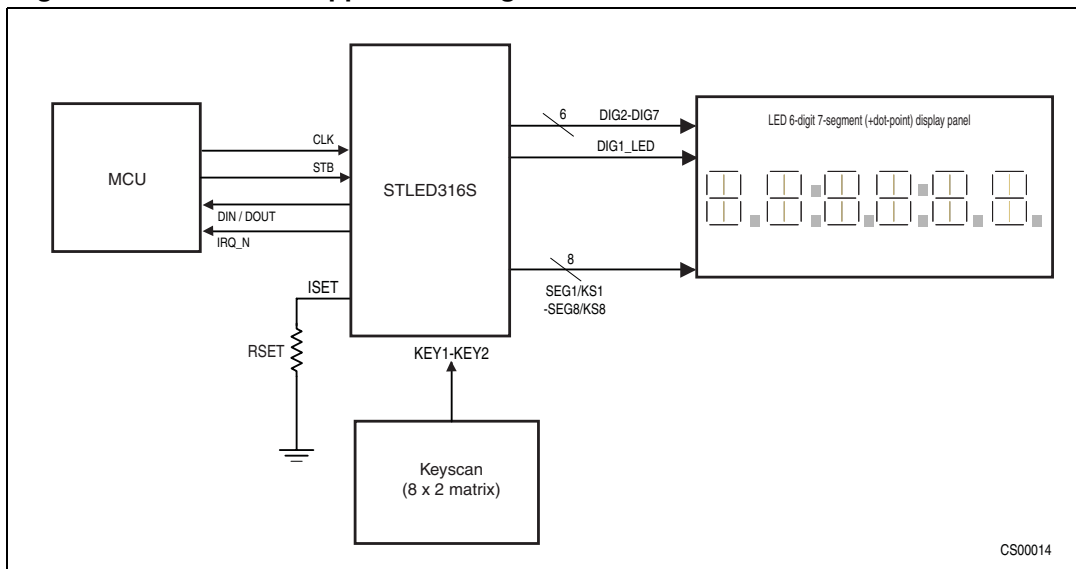 MCU
CLK
STB
DIN / DOUT
IRQ_N
ISET
RSET
STLED316S
6
DIG2-DIG7
DIG1_LED
8
SEG1/KS1
-SEG8/KS8
KEY1-KEY2
Keyscan
(8 x 2 matrix)
LED 6-digit 7-segment (+dot-point) display panel
CS00014